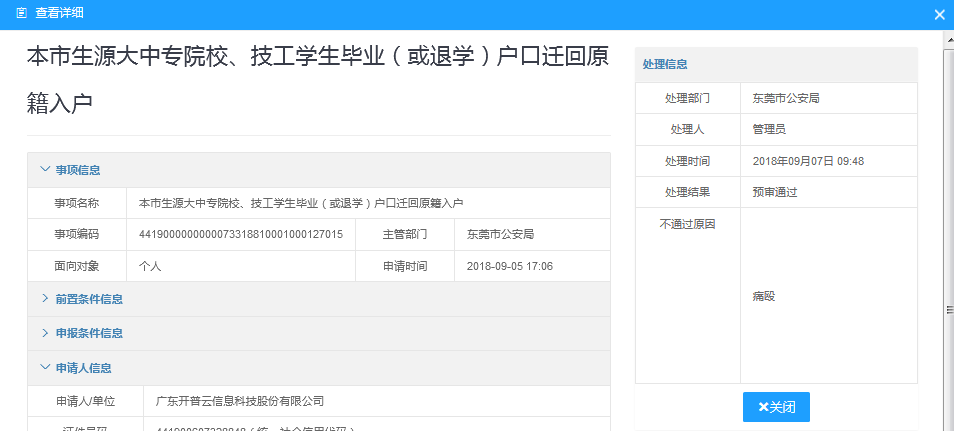 查看详细
本市生源大中专院校、技工学生毕业（或退学）户口迁回原
籍入户
事项信息
事项名称 本市生源大中专院校、技工学生毕业（或退学）户口迁回原籍入户
事项编码 441900000000073318810001000127015 主管部门 东莞市公安局
面向对象 个人 申请时间 2018-09-05 17:06
前置条件信息
申报条件信息
申请人信息
申请人/单位 广东开普云信息科技股份有限公司
处理信息
处理部门 东莞市公安局
处理人 管理员
处理时间 2018年09月07日 09:48
处理结果 预审通过
不通过原因 痛殴
关闭